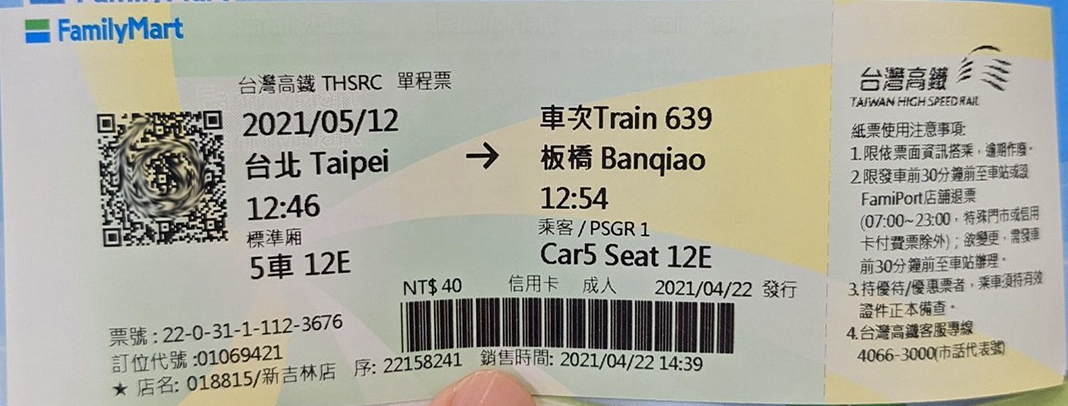 FamilyMart
台灣高鐵 THSRC 單程票
2021/05/12
台北 Taipei
12:46
標準廂
5車 12E
→
車次Train 639
板橋 Banqiao
12:54
乘客 / PSGR 1
Car5 Seat 12E
NT$ 40 信用卡 成人 2021/04/22 發行
票號 : 22-0-31-1-112-3676
訂位代號 :01069421
★ 店名: 018815/新吉林店 序: 22158241 銷售時間: 2021/04/22 14:39
台灣高鐵
TAIWAN HIGH SPEED RAIL
紙票使用注意事項:
1.限依票面資訊搭乘，逾期作廢。
2.限發車前30分鐘前至車站或設
FamiPort店舖退票
(07:00~23:00，特殊門市或信用
卡付費票除外)；欲變更，需發車
前30分鐘前至車站辦理。
3.持優待/優惠票者，乘車須持有效
證件正本備查。
4.台灣高鐵客服專線
4066-3000(市話代表號)